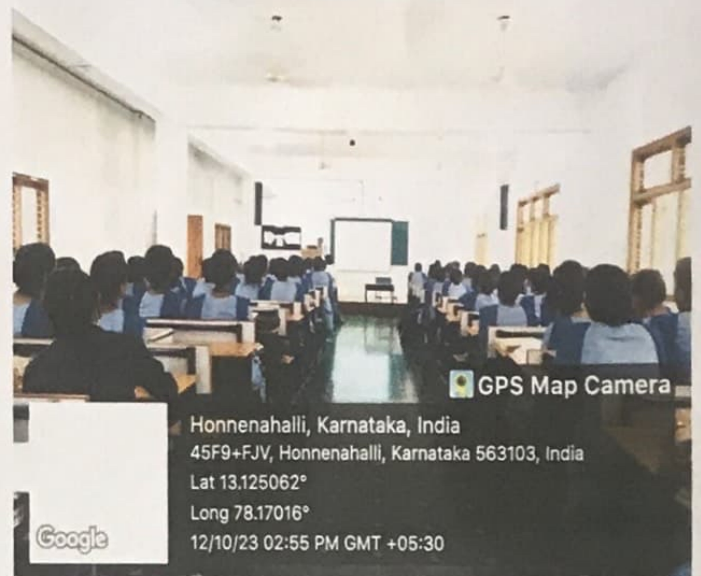 GPS Map Camera
Honnenahalli, Karnataka, India
45F9+FJV, Honnenahalli, Karnataka 563103, India
Lat 13.125062°
Long 78.17016°
12/10/23 02:55 PM GMT +05:30
Google